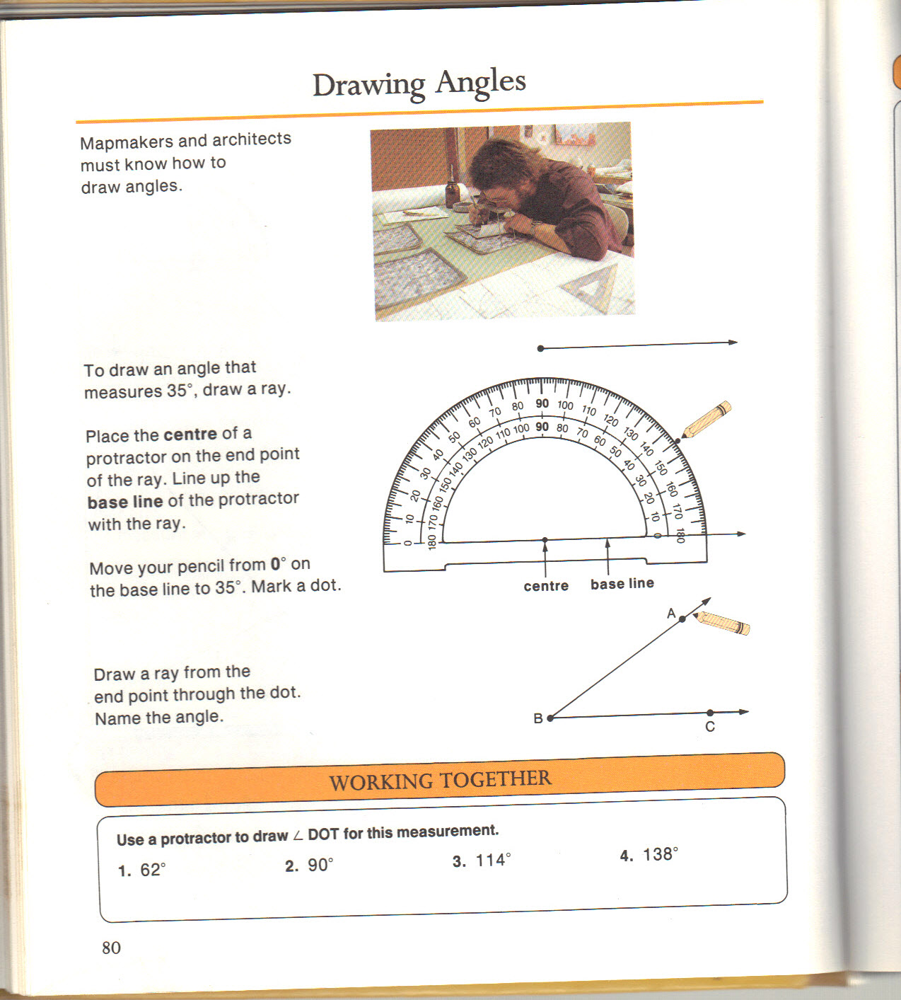 Drawing Angles
Mapmakers and architects
must know how to
draw angles.
To draw an angle that
measures 35°, draw a ray.
Place the centre of a
protractor on the end point
of the ray. Line up the
base line of the protractor
with the ray.
Move your pencil from 0° on
the base line to 35°. Mark a dot.
0 10 20 30 40 50 60 70 80 90 100 110 120 130 140 150 160 170 180
180 170 160 150 140 130 120 110 100 90 80 70 60 50 40 30 20 10 0
centre base line
Draw a ray from the
end point through the dot.
Name the angle.
A
B
C
WORKING TOGETHER
Use a protractor to draw ∠ DOT for this measurement.
1. 62° 2. 90° 3. 114° 4. 138°
80